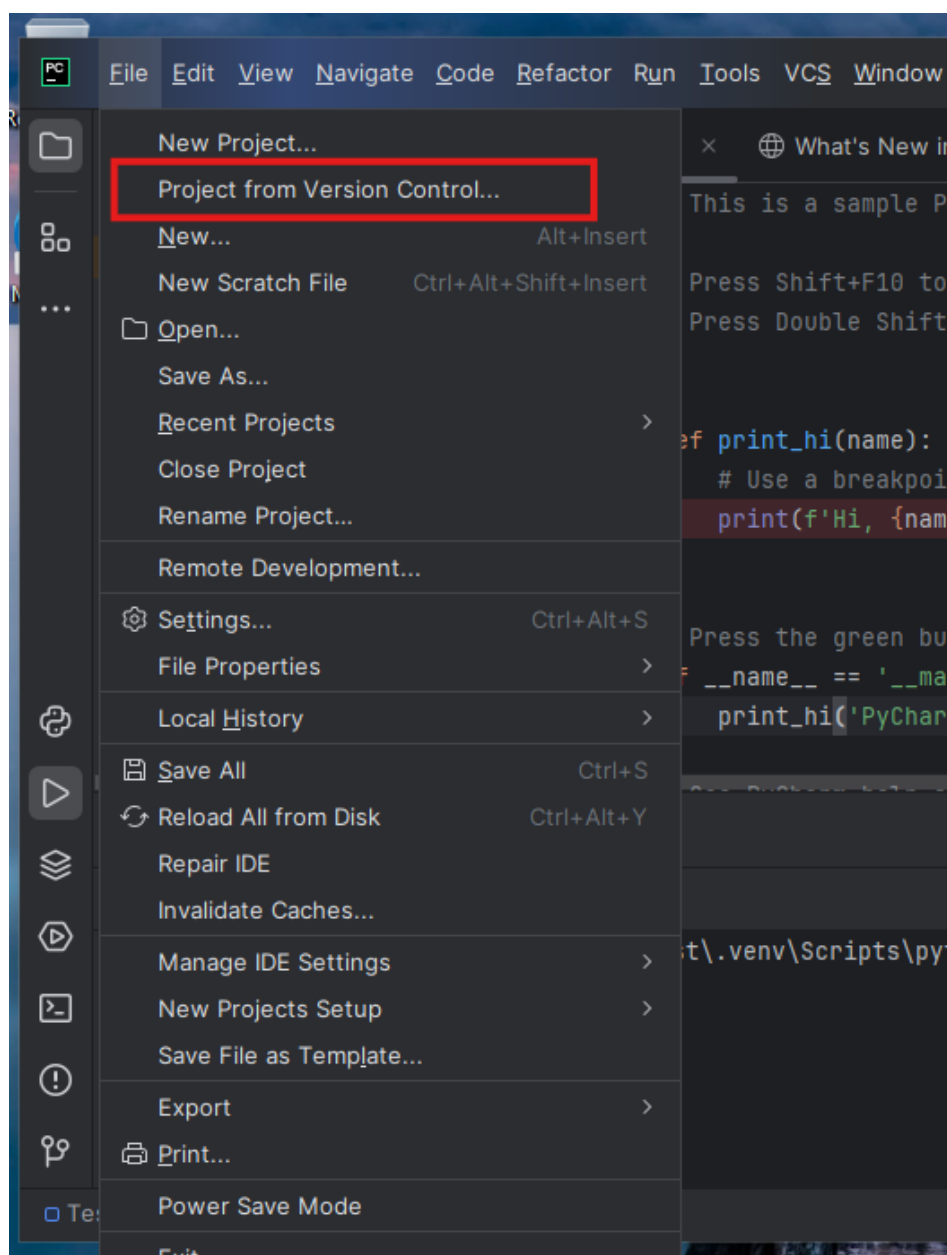 PC
File Edit View Navigate Code Refactor Run Tools VCS Window
New Project...
Project from Version Control...
New... Alt+Insert
New Scratch File Ctrl+Alt+Shift+Insert
Open...
Save As...
Recent Projects
Close Project
Rename Project...
Remote Development...
Settings... Ctrl+Alt+S
File Properties
Local History
Save All Ctrl+S
Reload All from Disk Ctrl+Alt+Y
Repair IDE
Invalidate Caches...
Manage IDE Settings
New Projects Setup
Save File as Template...
Export
Print...
Power Save Mode
Exit
What's New
This is a sample
Press Shift+F10 to
Press Double Shift
print_hi(name):
# Use a
print(f'Hi, {nam
Press the green
__name__ == '__ma
print_hi('PyChar
t\.venv\Scripts\py